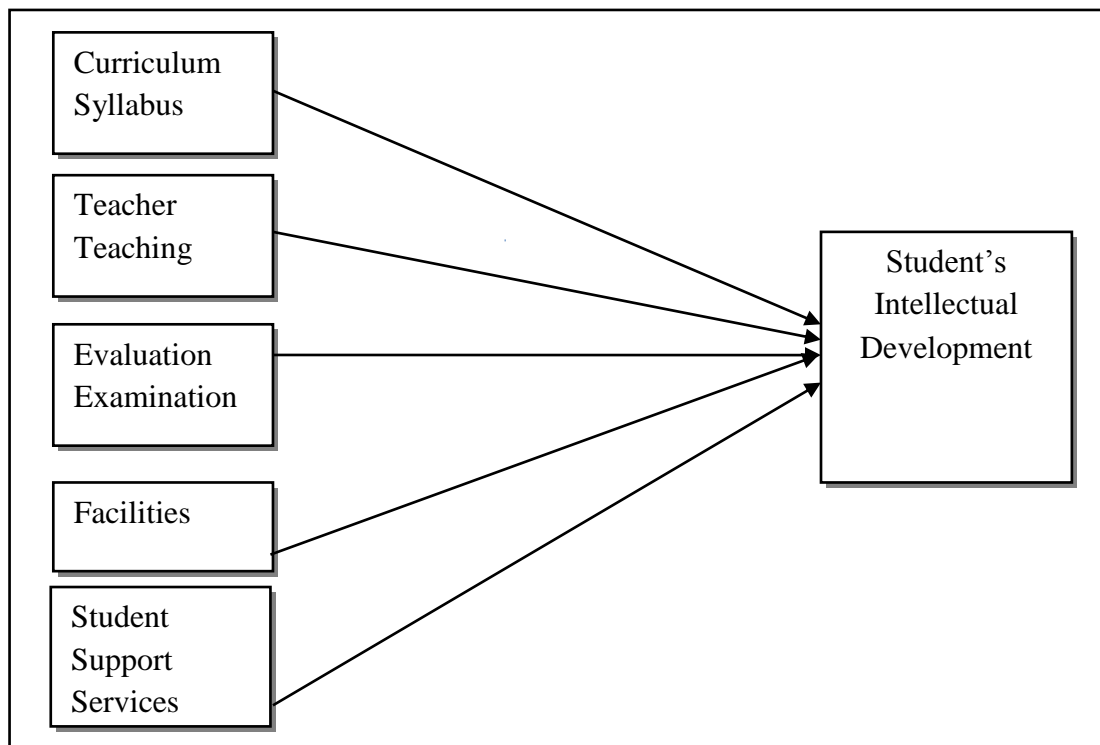 Curriculum
Syllabus
Teacher
Teaching
Evaluation
Examination
Facilities
Student
Support
Services
Student’s
Intellectual
Development